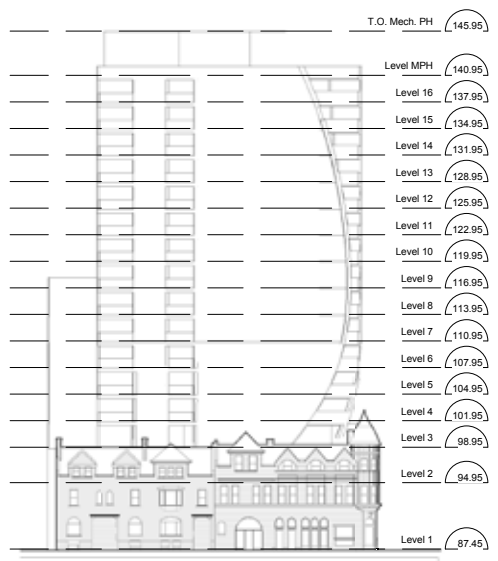 T.O. Mech. PH 145.95
Level MPH 140.95
Level 16 137.95
Level 15 134.95
Level 14 131.95
Level 13 128.95
Level 12 125.95
Level 11 122.95
Level 10 119.95
Level 9 116.95
Level 8 113.95
Level 7 110.95
Level 6 107.95
Level 5 104.95
Level 4 101.95
Level 3 98.95
Level 2 94.95
Level 1 87.45